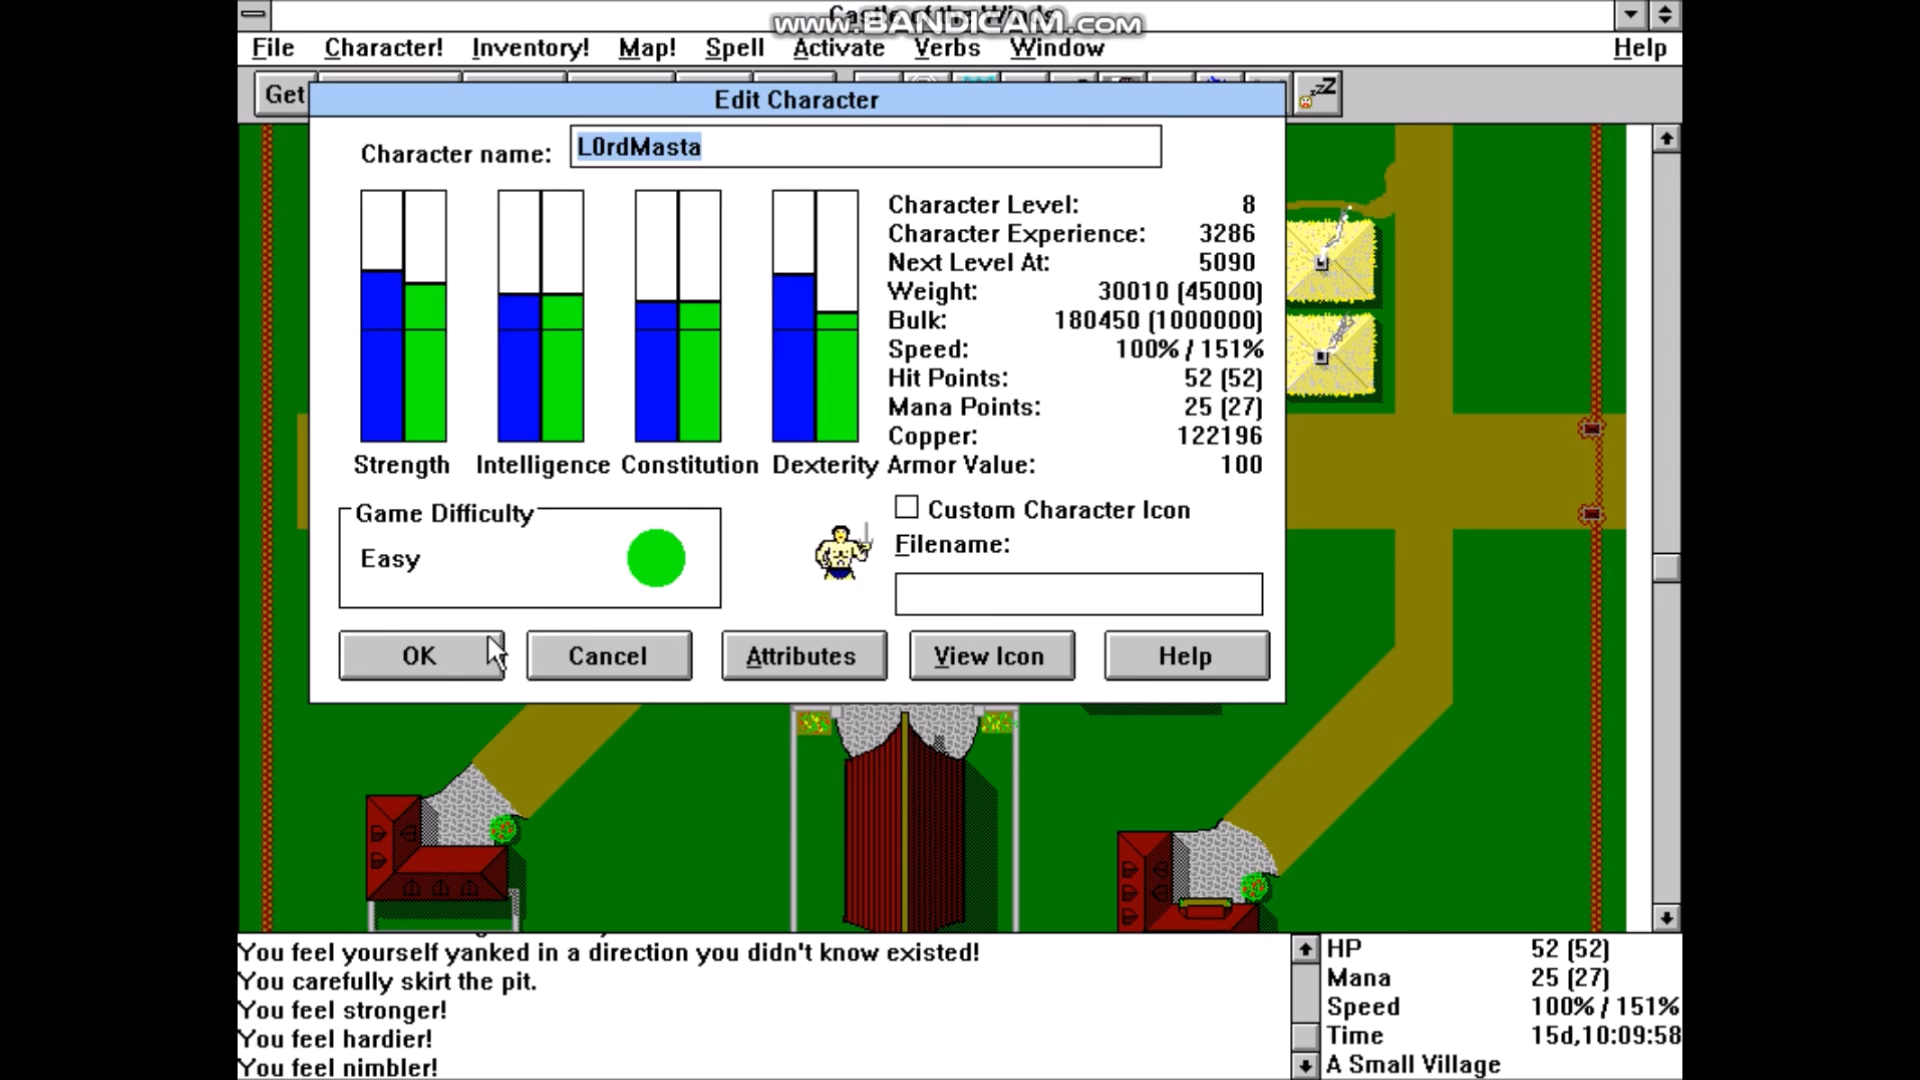 Castle of the Winds
www.BANDICAM.com
File Character! Inventory! Map! Spell Activate Verbs Window Help
Get
zZZ
Edit Character
Character name: L0rdMasta
Character Level: 8
Character Experience: 3286
Next Level At: 5090
Weight: 30010 (45000)
Bulk: 180450 (1000000)
Speed: 100% / 151%
Hit Points: 52 (52)
Mana Points: 25 (27)
Copper: 122196
Strength Intelligence Constitution Dexterity Armor Value: 100
Game Difficulty
Easy
Custom Character Icon
Filename:
OK Cancel Attributes View Icon Help
You feel yourself yanked in a direction you didn't know existed!
You carefully skirt the pit.
You feel stronger!
You feel hardier!
You feel nimbler!
HP 52 (52)
Mana 25 (27)
Speed 100% / 151%
Time 15d,10:09:58
A Small Village